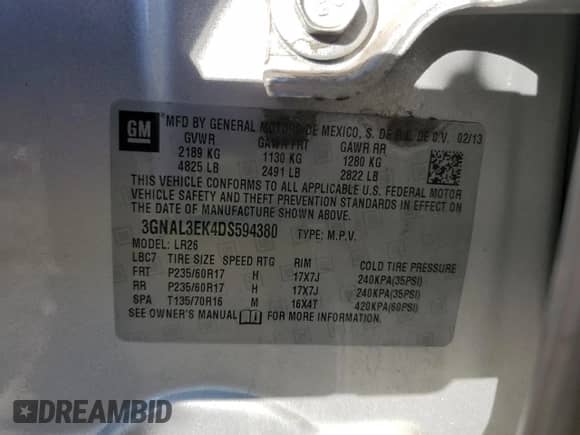 GM
MFD BY GENERAL MOTORS DE MEXICO, S. DE R.L. DE C.V. 02/13
GVWR GAWR FRT GAWR RR
2189 KG 1130 KG 1280 KG
4825 LB 2491 LB 2822 LB
THIS VEHICLE CONFORMS TO ALL APPLICABLE U.S. FEDERAL MOTOR
VEHICLE SAFETY AND THEFT PREVENTION STANDARDS IN EFFECT ON
THE DATE OF MANUFACTURE SHOWN ABOVE.
3GNAL3EK4DS594380 TYPE: M.P.V.
MODEL: LR26
LBC7 TIRE SIZE SPEED RTG RIM COLD TIRE PRESSURE
FRT P235/60R17 H 17X7J 240KPA(35PSI)
RR P235/60R17 H 17X7J 240KPA(35PSI)
SPA T135/70R16 M 16X4T 420KPA(60PSI)
SEE OWNER'S MANUAL FOR MORE INFORMATION.
DREAMBID